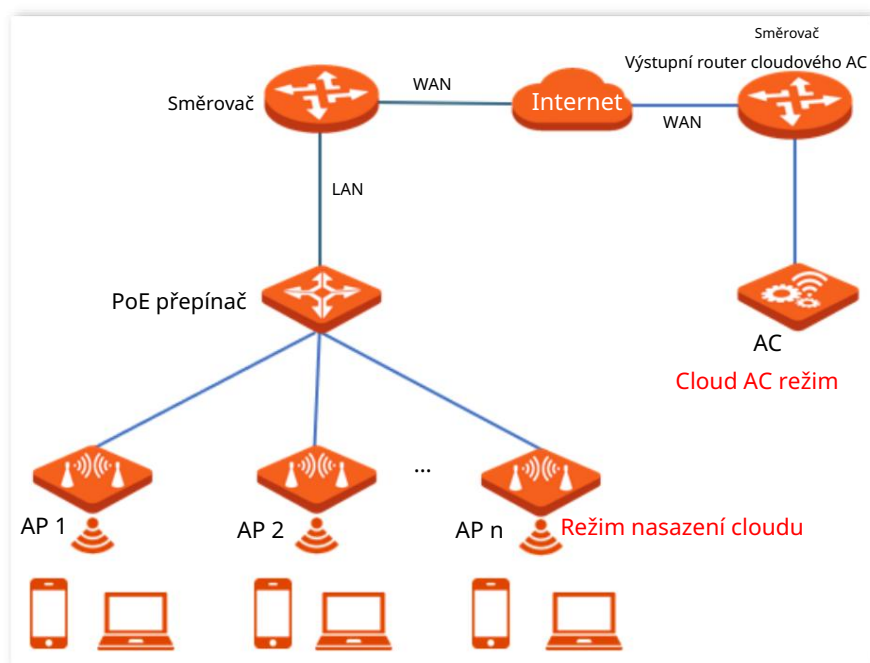 Směrovač
Výstupní router cloudového AC
WAN
Internet
Směrovač
WAN
LAN
PoE přepínač
AC
Cloud AC režim
...
AP 1
AP 2
AP n
Režim nasazení cloudu